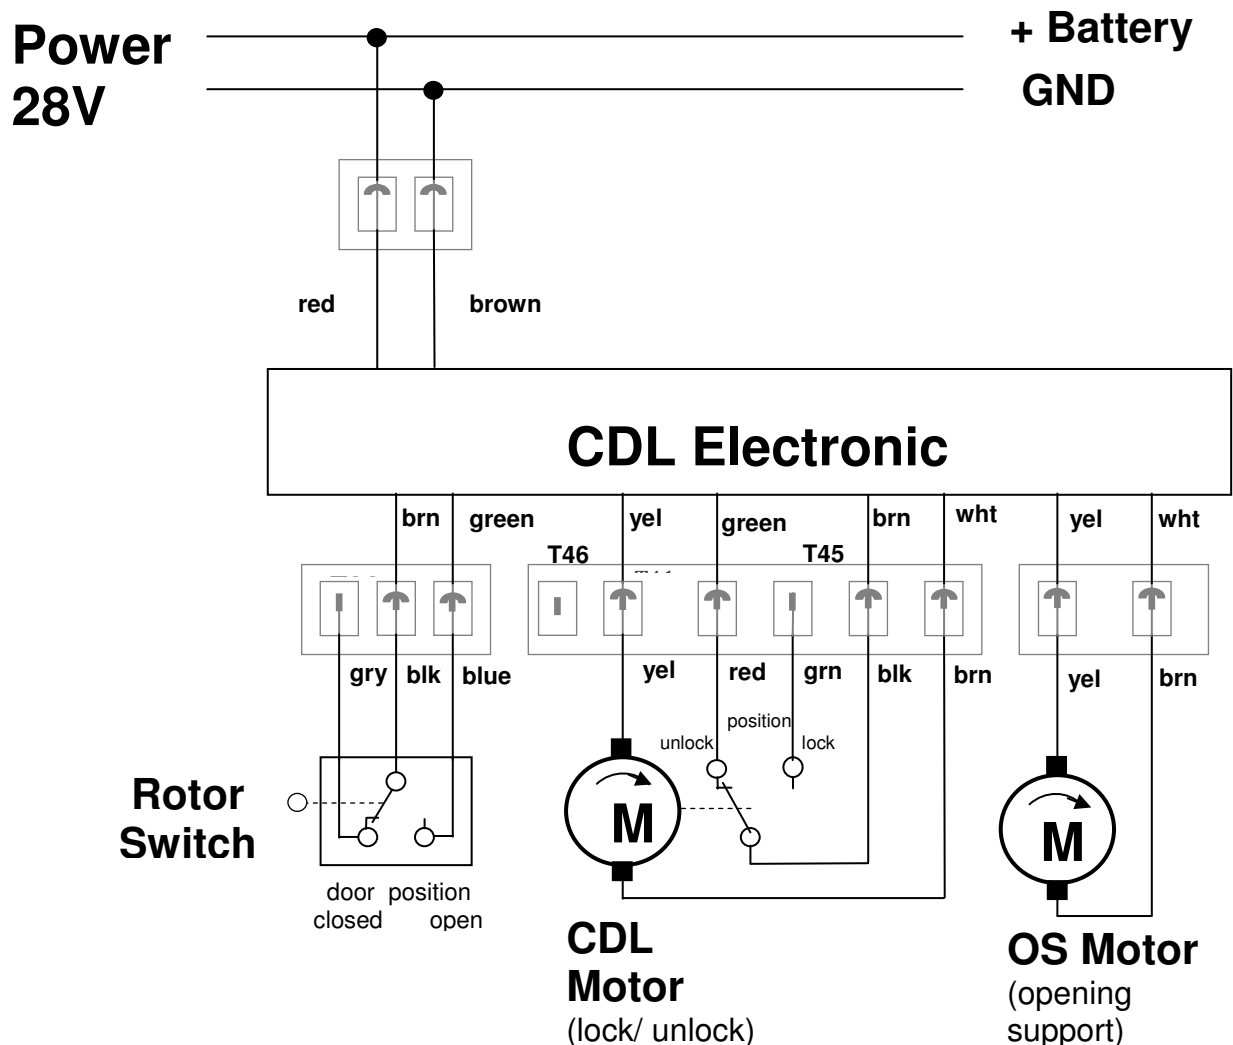 Power
28V
+ Battery
GND
red
brown
CDL Electronic
brn
green
yel
green
brn
wht
yel
wht
T46
T45
gry
blk
blue
yel
red
grn
blk
brn
yel
brn
position
unlock
lock
Rotor
Switch
M
M
door position
closed open
CDL
Motor
(lock/ unlock)
OS Motor
(opening
support)